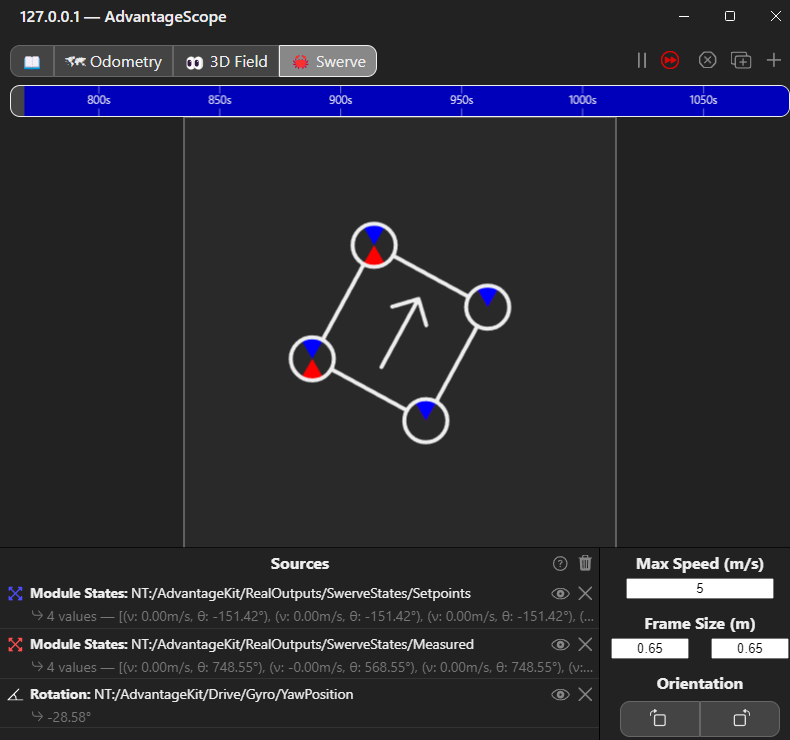 127.0.0.1 — AdvantageScope
Odometry 3D Field Swerve
800s 850s 900s 950s 1000s 1050s
Sources
Module States: NT:/AdvantageKit/RealOutputs/SwerveStates/Setpoints
4 values — [(v: 0.00m/s, θ: -151.42°), (v: 0.00m/s, θ: -151.42°), (v: 0.00m/s, θ: -151.42°), (...
Module States: NT:/AdvantageKit/RealOutputs/SwerveStates/Measured
4 values — [(v: 0.00m/s, θ: 748.55°), (v: -0.00m/s, θ: 568.55°), (v: 0.00m/s, θ: 748.55°), (v:...
Rotation: NT:/AdvantageKit/Drive/Gyro/YawPosition
-28.58°
Max Speed (m/s)
5
Frame Size (m)
0.65 0.65
Orientation